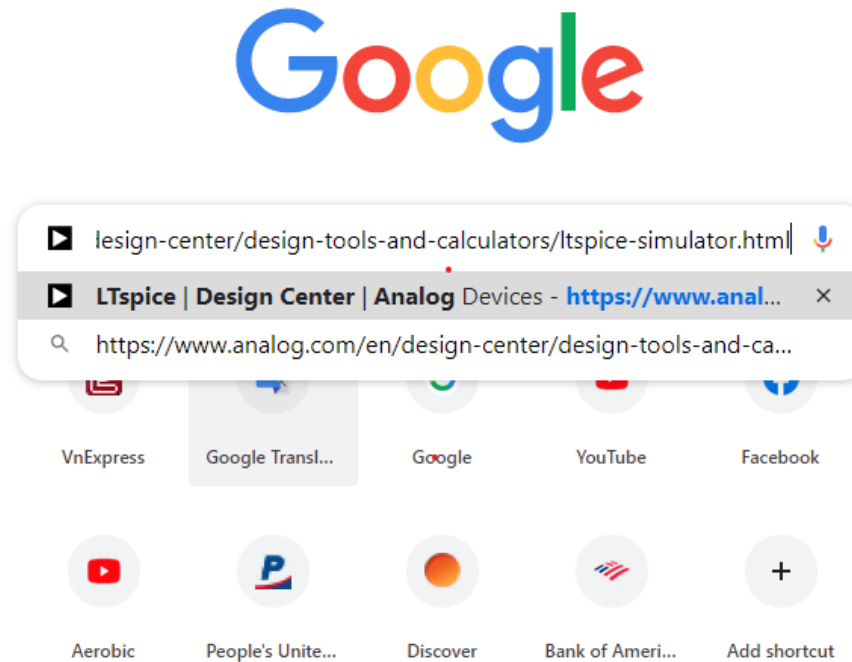 Google
lesign-center/design-tools-and-calculators/ltspice-simulator.html
LTspice | Design Center | Analog Devices - https://www.anal...
https://www.analog.com/en/design-center/design-tools-and-ca...
VnExpress Google Transl... Google YouTube Facebook
Aerobic People's Unite... Discover Bank of Ameri... Add shortcut